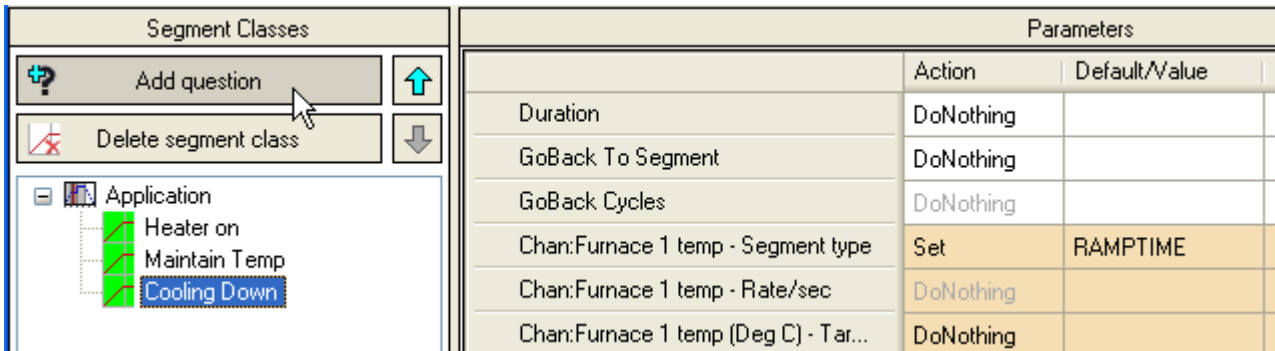 Segment Classes
Add question
Delete segment class
Application
Heater on
Maintain Temp
Cooling Down
Parameters
Action Default/Value
Duration DoNothing
GoBack To Segment DoNothing
GoBack Cycles DoNothing
Chan:Furnace 1 temp - Segment type Set RAMPTIME
Chan:Furnace 1 temp - Rate/sec DoNothing
Chan:Furnace 1 temp (Deg C) - Tar... DoNothing